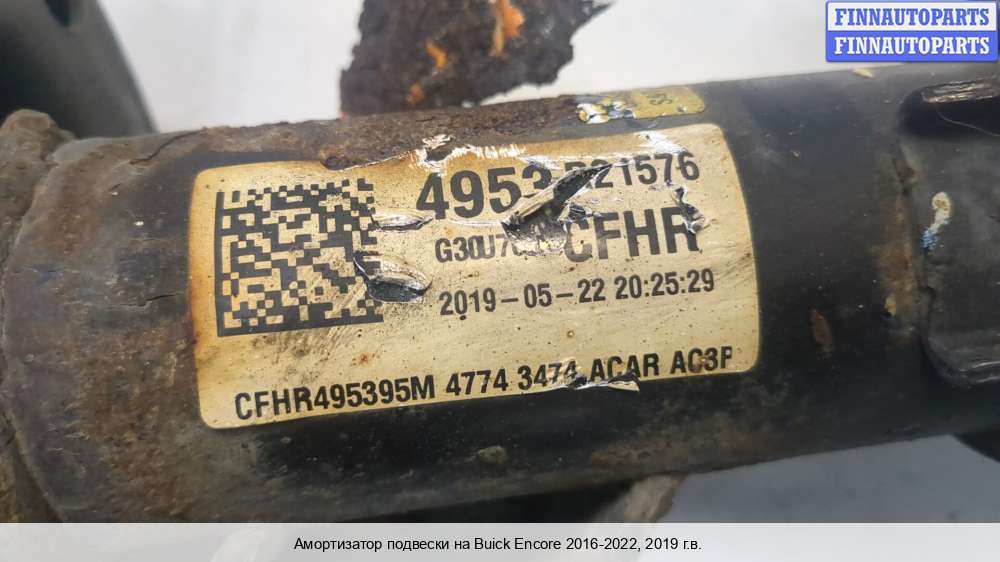 FINNAUTOPARTS
FINNAUTOPARTS
CFHR
2019-05-22 20:25:29
CFHR495395M 4774 3474 ACAR AC3P
Амортизатор подвески на Buick Encore 2016-2022, 2019 г.в.